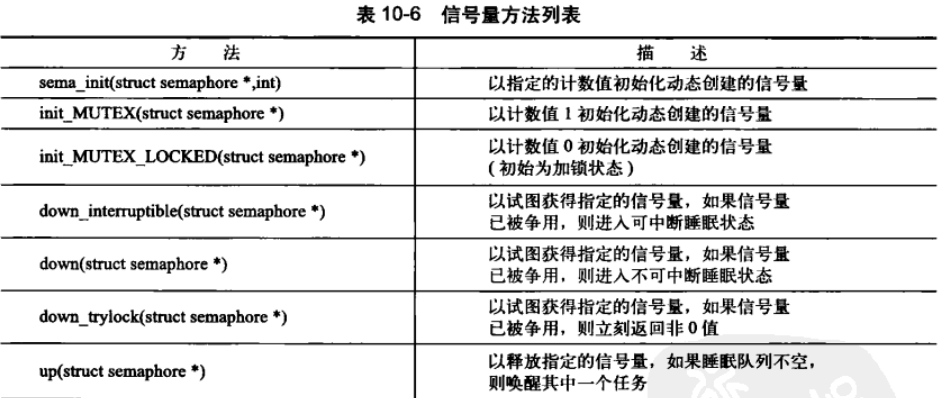 表 10-6 信号量方法列表
方 法 描 述
sema_init(struct semaphore *,int) 以指定的计数值初始化动态创建的信号量
init_MUTEX(struct semaphore *) 以计数值 1 初始化动态创建的信号量
init_MUTEX_LOCKED(struct semaphore *) 以计数值 0 初始化动态创建的信号量
(初始为加锁状态)
down_interruptible(struct semaphore *) 以试图获得指定的信号量，如果信号量
已被争用，则进入可中断睡眠状态
down(struct semaphore *) 以试图获得指定的信号量，如果信号量
已被争用，则进入不可中断睡眠状态
down_trylock(struct semaphore *) 以试图获得指定的信号量，如果信号量
已被争用，则立刻返回非 0 值
up(struct semaphore *) 以释放指定的信号量，如果睡眠队列不空，
则唤醒其中一个任务